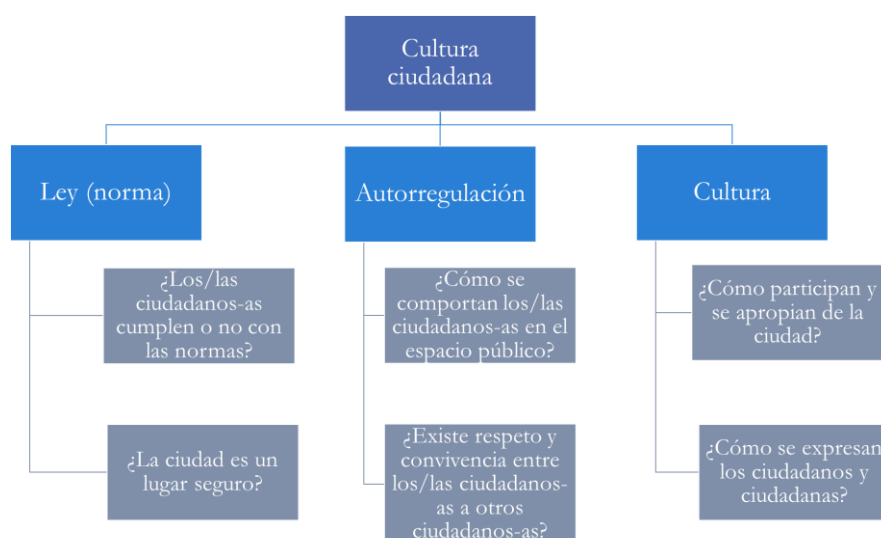 Cultura
ciudadana
Ley (norma)
Autorregulación
Cultura
¿Los/las
ciudadanos-as
cumplen o no con
las normas?
¿Cómo se
comportan los/las
ciudadanos-as en el
espacio público?
¿Cómo participan y
se apropian de la
ciudad?
¿La ciudad es un
lugar seguro?
¿Existe respeto y
convivencia entre
los/las ciudadanos-
as a otros
ciudadanos-as?
¿Cómo se expresan
los ciudadanos y
ciudadanas?